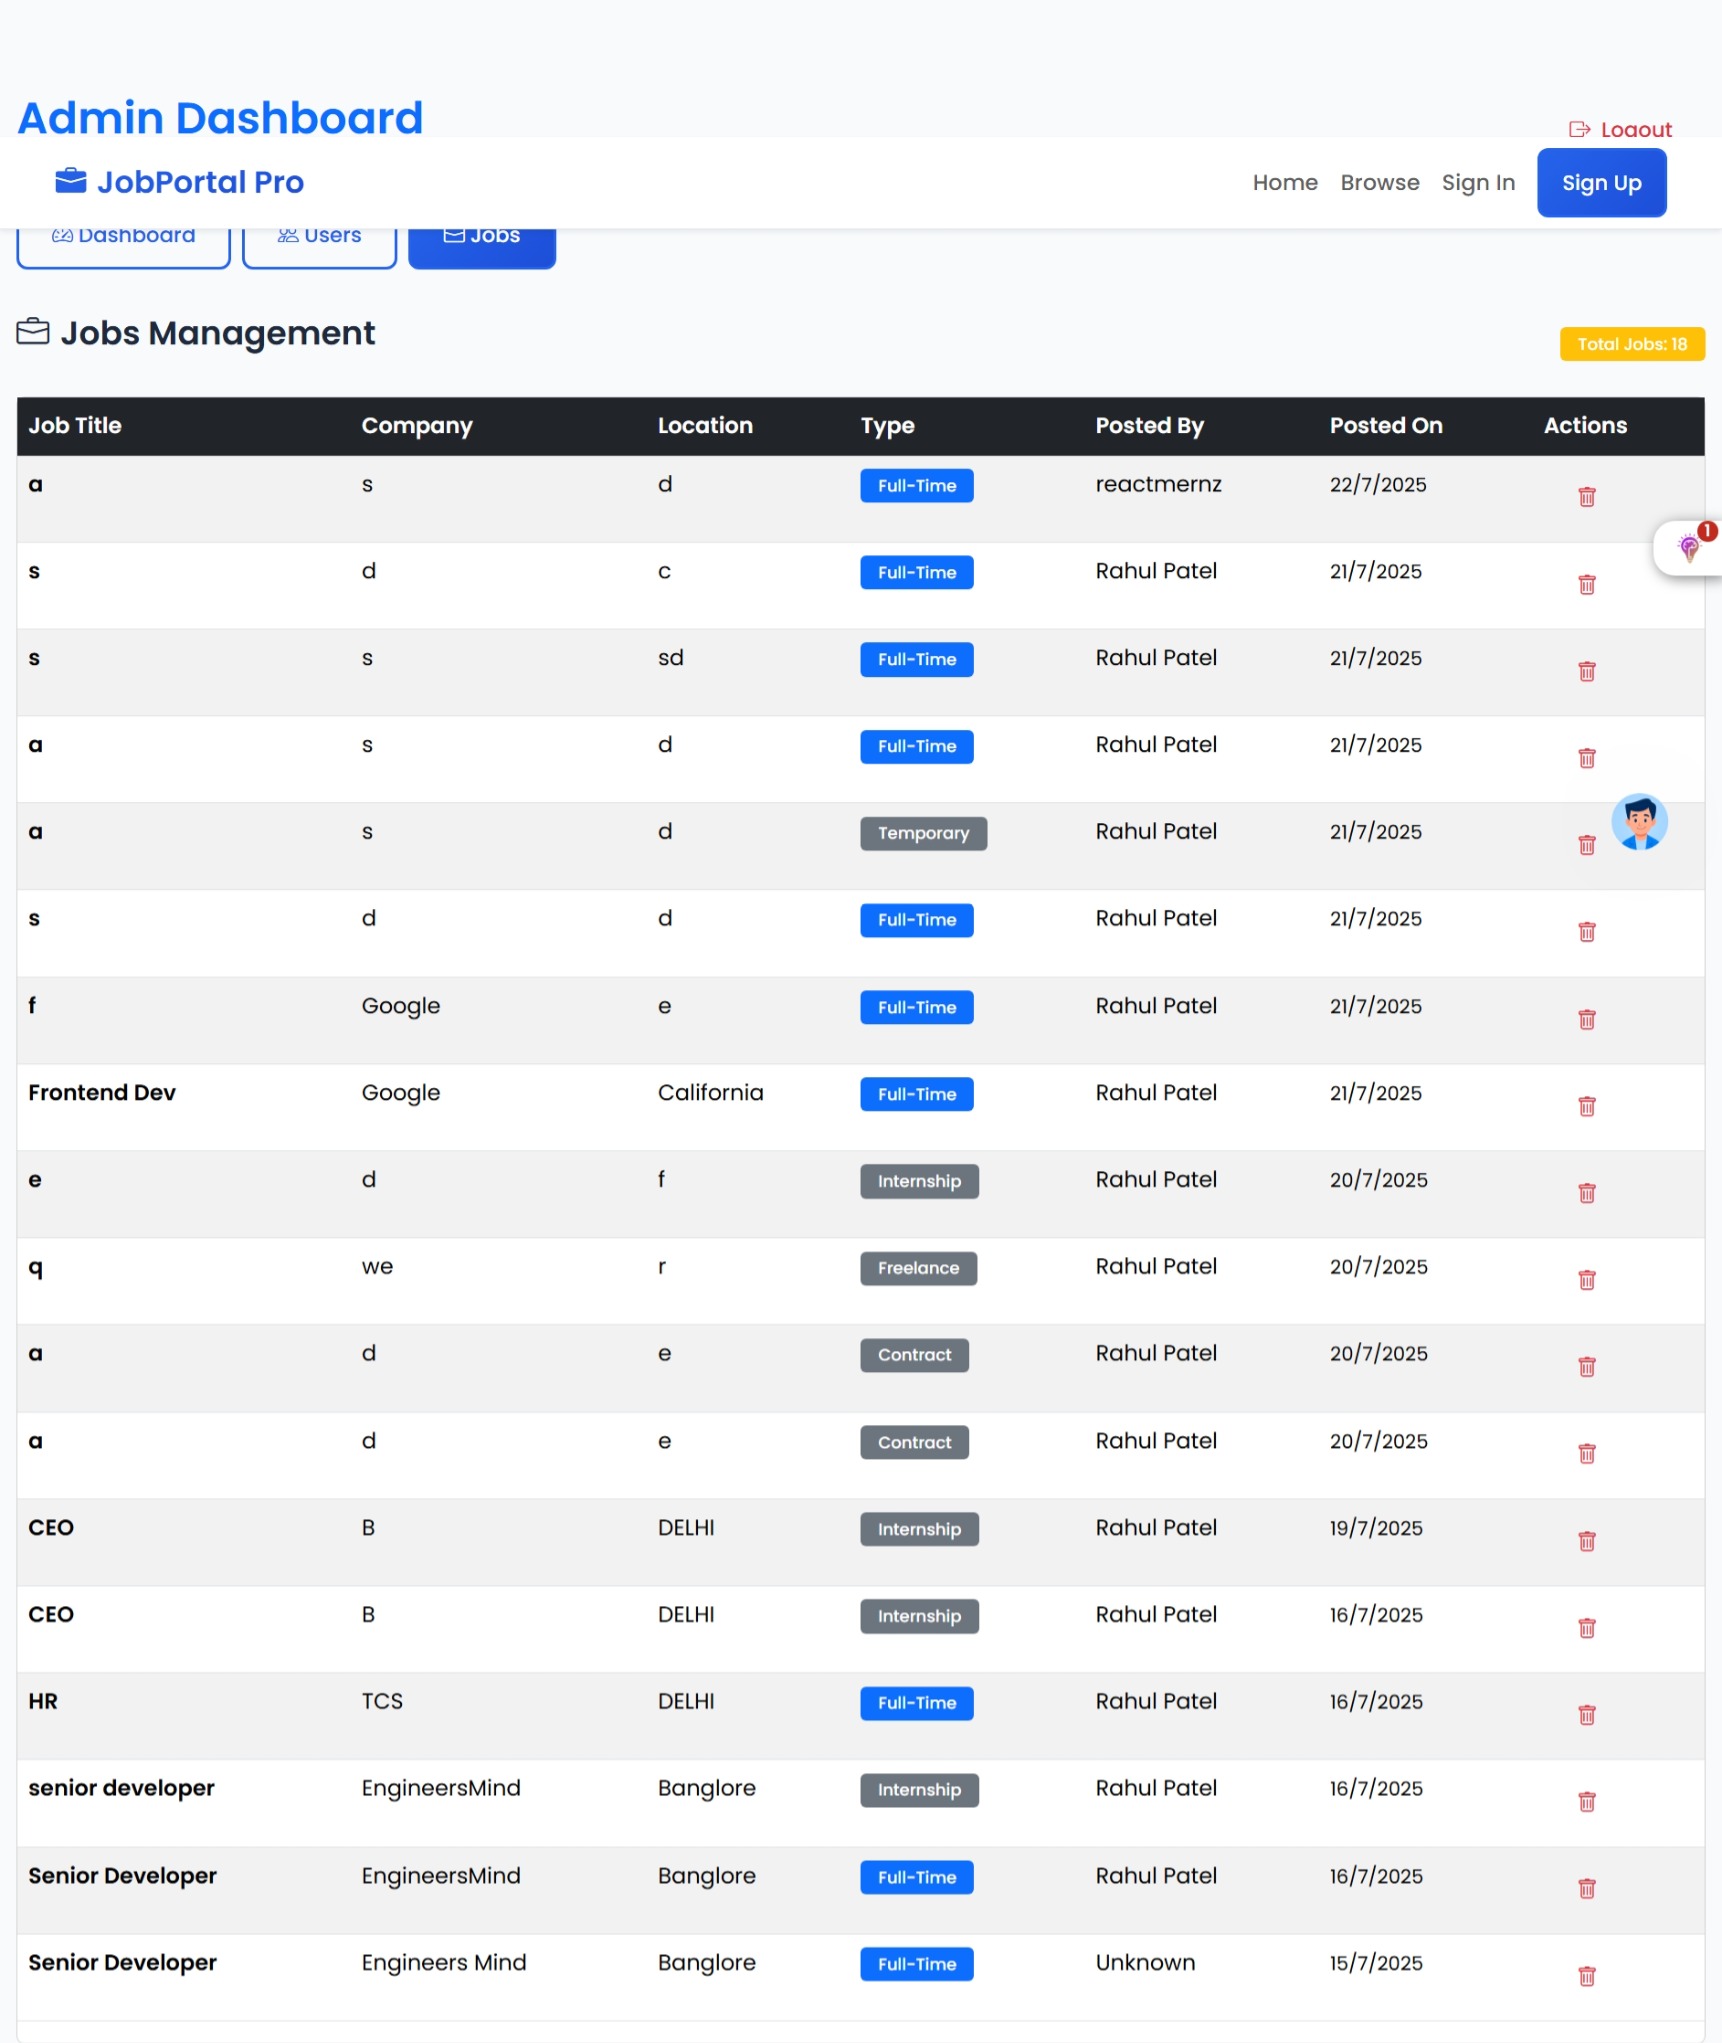 Admin Dashboard
Logout
JobPortal Pro Home Browse Sign In Sign Up
Dashboard Users Jobs
Jobs Management
Total Jobs: 18
Job Title Company Location Type Posted By Posted On Actions
a s d Full-Time reactmernz 22/7/2025
1
s d c Full-Time Rahul Patel 21/7/2025
s s sd Full-Time Rahul Patel 21/7/2025
a s d Full-Time Rahul Patel 21/7/2025
a s d Temporary Rahul Patel 21/7/2025
s d d Full-Time Rahul Patel 21/7/2025
f Google e Full-Time Rahul Patel 21/7/2025
Frontend Dev Google California Full-Time Rahul Patel 21/7/2025
e d f Internship Rahul Patel 20/7/2025
q we r Freelance Rahul Patel 20/7/2025
a d e Contract Rahul Patel 20/7/2025
a d e Contract Rahul Patel 20/7/2025
CEO B DELHI Internship Rahul Patel 19/7/2025
CEO B DELHI Internship Rahul Patel 16/7/2025
HR TCS DELHI Full-Time Rahul Patel 16/7/2025
senior developer EngineersMind Banglore Internship Rahul Patel 16/7/2025
Senior Developer EngineersMind Banglore Full-Time Rahul Patel 16/7/2025
Senior Developer Engineers Mind Banglore Full-Time Unknown 15/7/2025